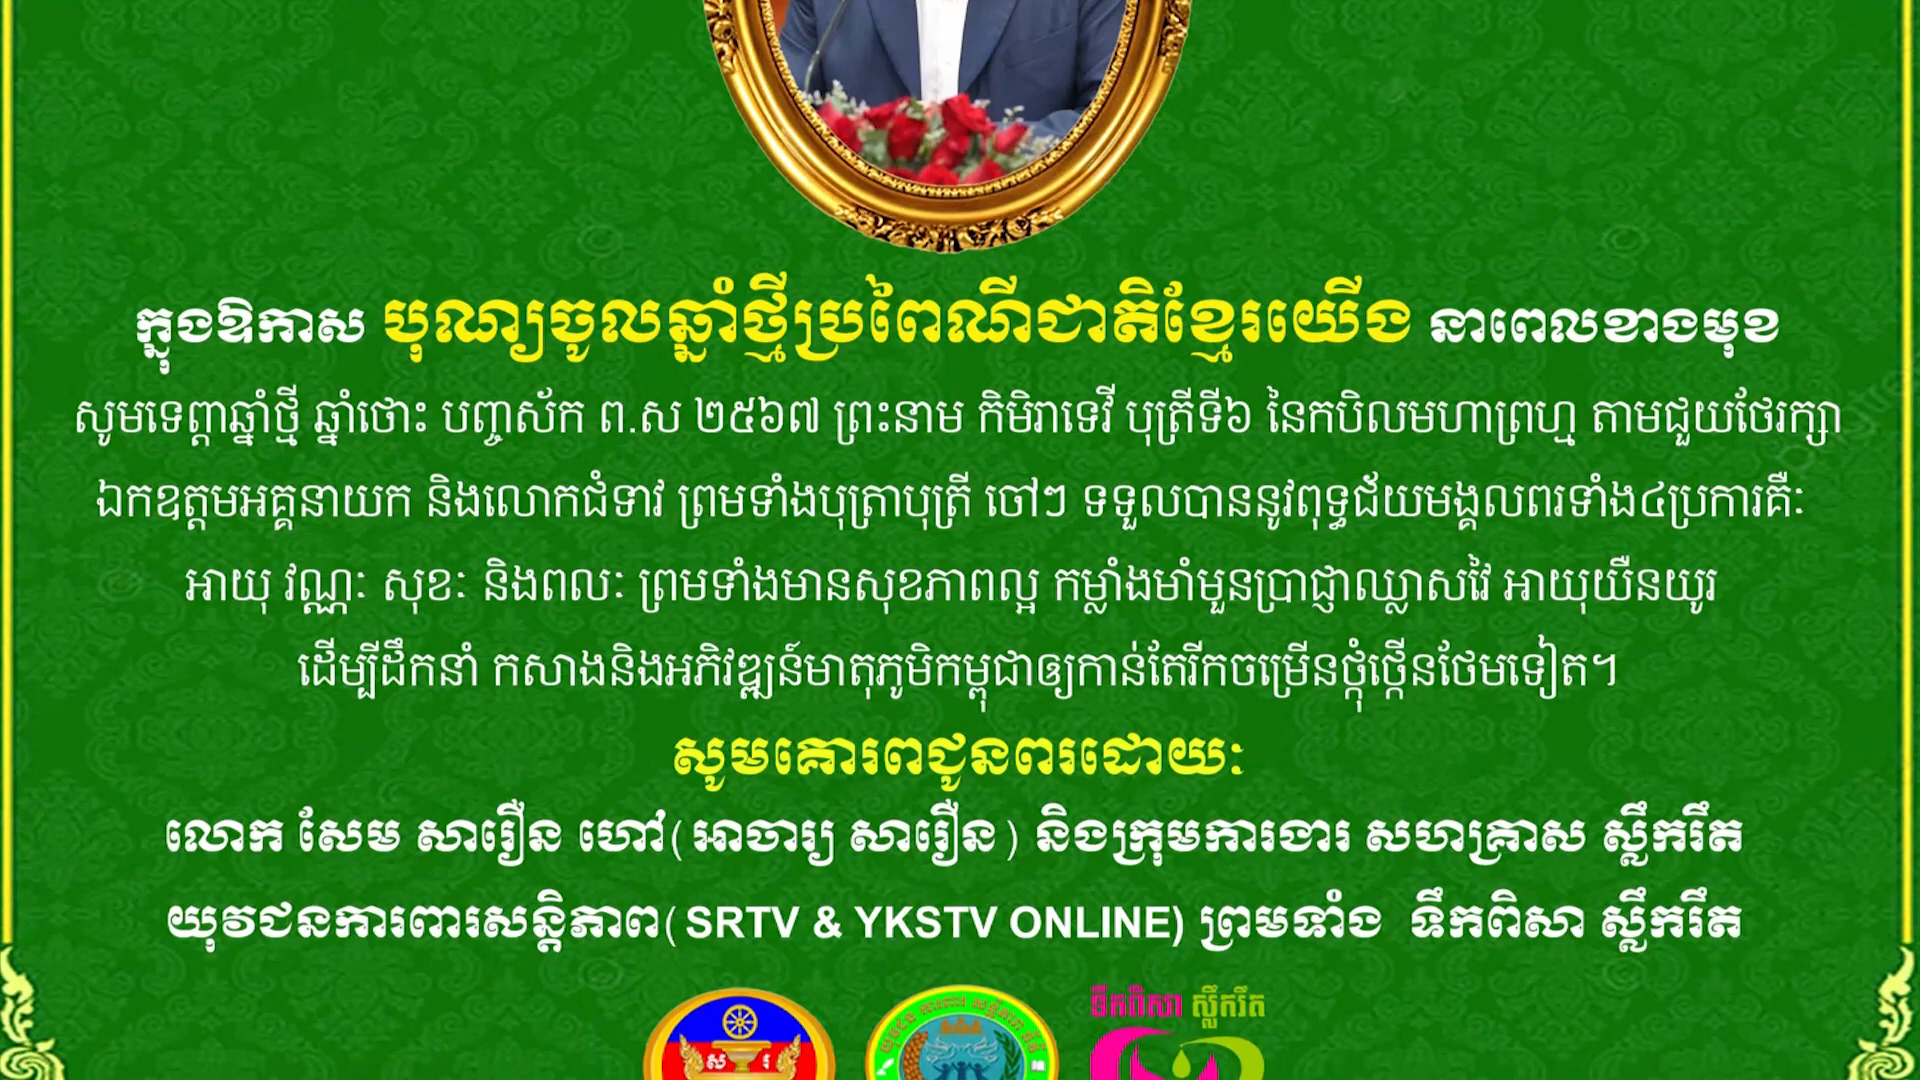 ក្នុងឱកាស បុណ្យចូលឆ្នាំថ្មីប្រពៃណីជាតិខ្មែរយើង នាពេលខាងមុខ
សូមទេព្តាឆ្នាំថ្មី ឆ្នាំថោះ បញ្ចស័ក ព.ស ២៥៦៧ ព្រះនាម កិមិរាទេវី បុត្រីទី៦ នៃកបិលមហាព្រហ្ម តាមជួយថែរក្សា
ឯកឧត្តមអគ្គនាយក និងលោកជំទាវ ព្រមទាំងបុត្រាបុត្រី ចៅៗ ទទួលបាននូវពុទ្ធជ័យមង្គលពរទាំង៤ប្រការគឺៈ
អាយុ វណ្ណៈ សុខៈ និងពលៈ ព្រមទាំងមានសុខភាពល្អ កម្លាំងមាំមួនប្រាជ្ញាឈ្លាសវៃ អាយុយឺនយូរ
ដើម្បីដឹកនាំ កសាងនិងអភិវឌ្ឍន៍មាតុភូមិកម្ពុជាឲ្យកាន់តែរីកចម្រើនថ្កុំថ្កើនថែមទៀត។
សូមគោរពជូនពរដោយៈ
លោក សែម សារឿន ហៅ(អាចារ្យ សារឿន) និងក្រុមការងារ សហគ្រាស ស្លឹករឹត
យុវជនការពារសន្តិភាព(SRTV & YKSTV ONLINE) ព្រមទាំង ទឹកពិសា ស្លឹករឹត
ទឹកពិសា ស្លឹករឹត
ស រ